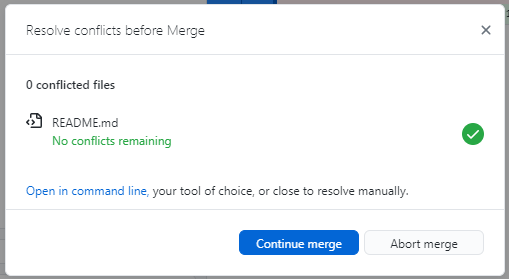 Resolve conflicts before Merge
0 conflicted files
README.md
No conflicts remaining
Open in command line, your tool of choice, or close to resolve manually.
Continue merge
Abort merge